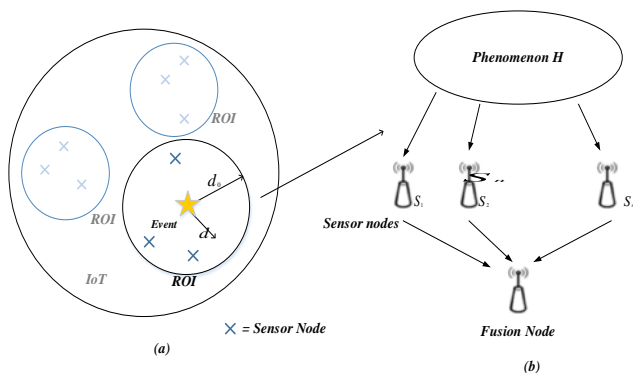 ROI
d₀
ROI
Event
d
ROI
IoT
× = Sensor Node
(a)
Phenomenon H
S₁
S₂
S
Sensor nodes
Fusion Node
(b)